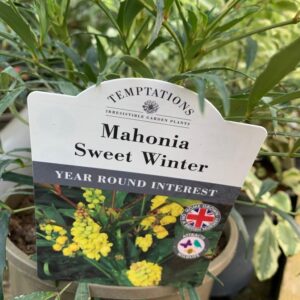 TEMPTATIONS
IRRESISTIBLE GARDEN PLANTS
Mahonia
Sweet Winter
YEAR ROUND INTEREST